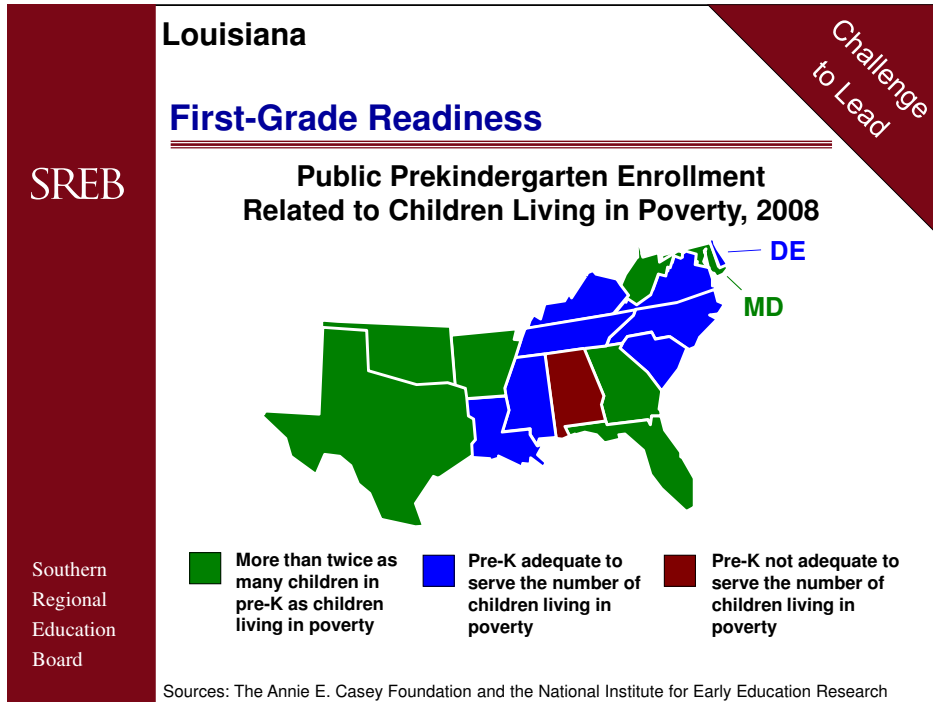 Louisiana
Challenge
to Lead
First-Grade Readiness
SREB
Public Prekindergarten Enrollment
Related to Children Living in Poverty, 2008
DE
MD
More than twice as
many children in
pre-K as children
living in poverty
Pre-K adequate to
serve the number of
children living in
poverty
Pre-K not adequate to
serve the number of
children living in
poverty
Southern
Regional
Education
Board
Sources: The Annie E. Casey Foundation and the National Institute for Early Education Research